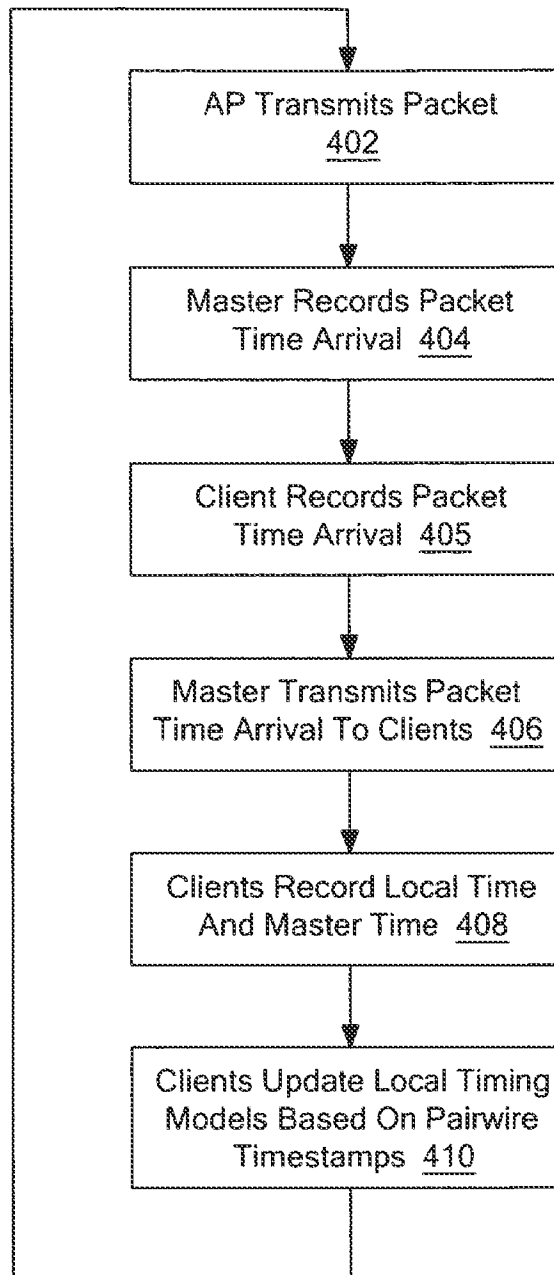 AP Transmits Packet
402
Master Records Packet
Time Arrival 404
Client Records Packet
Time Arrival 405
Master Transmits Packet
Time Arrival To Clients 406
Clients Record Local Time
And Master Time 408
Clients Update Local Timing
Models Based On Pairwire
Timestamps 410